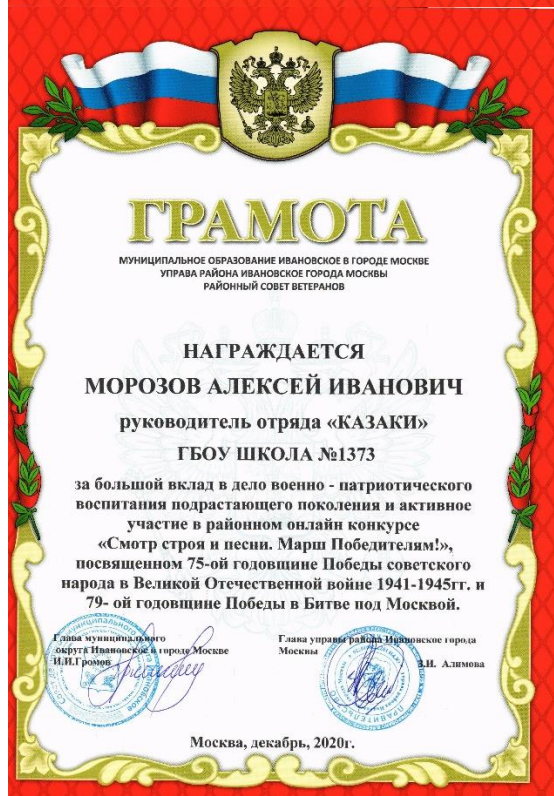 ГРАМОТА
МУНИЦИПАЛЬНОЕ ОБРАЗОВАНИЕ ИВАНОВСКОЕ В ГОРОДЕ МОСКВЕ
УПРАВА РАЙОНА ИВАНОВСКОЕ ГОРОДА МОСКВЫ
РАЙОННЫЙ СОВЕТ ВЕТЕРАНОВ
НАГРАЖДАЕТСЯ
МОРОЗОВ АЛЕКСЕЙ ИВАНОВИЧ
руководитель отряда «КАЗАКИ»
ГБОУ ШКОЛА №1373
за большой вклад в дело военно - патриотического
воспитания подрастающего поколения и активное
участие в районном онлайн конкурсе
«Смотр строя и песни. Марш Победителям!»,
посвященном 75-ой годовщине Победы советского
народа в Великой Отечественной войне 1941-1945гг. и
79- ой годовщине Победы в Битве под Москвой.
Глава муниципального
округа Ивановское в городе Москве
И.И.Громов
Глава управы района Ивановское города
Москвы
З.И. Алимова
Москва, декабрь, 2020г.